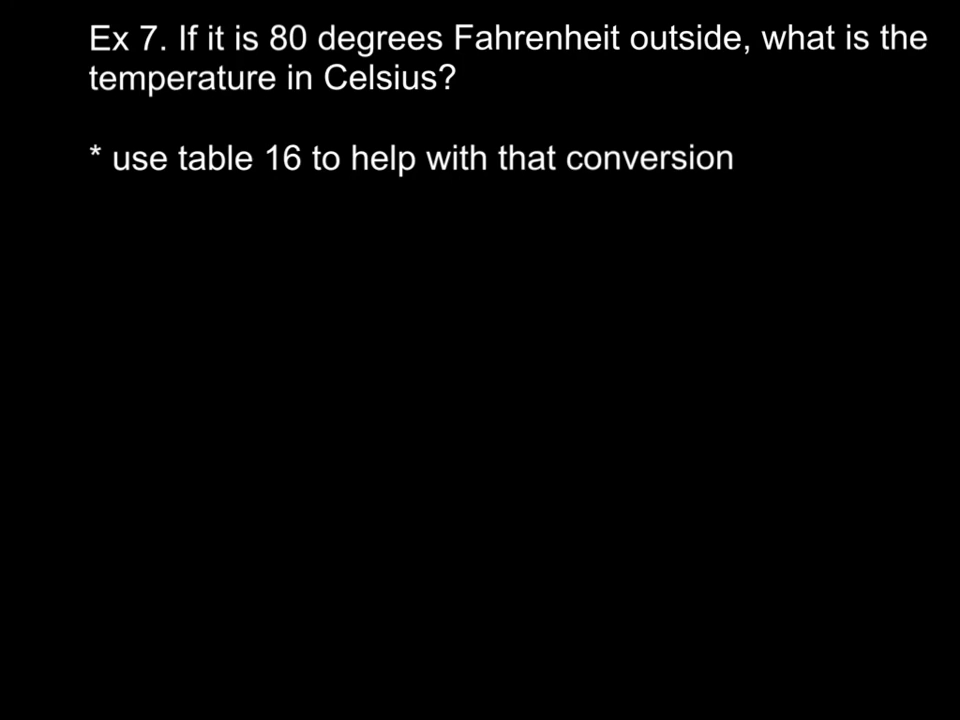 Ex 7. If it is 80 degrees Fahrenheit outside, what is the
temperature in Celsius?
* use table 16 to help with that conversion